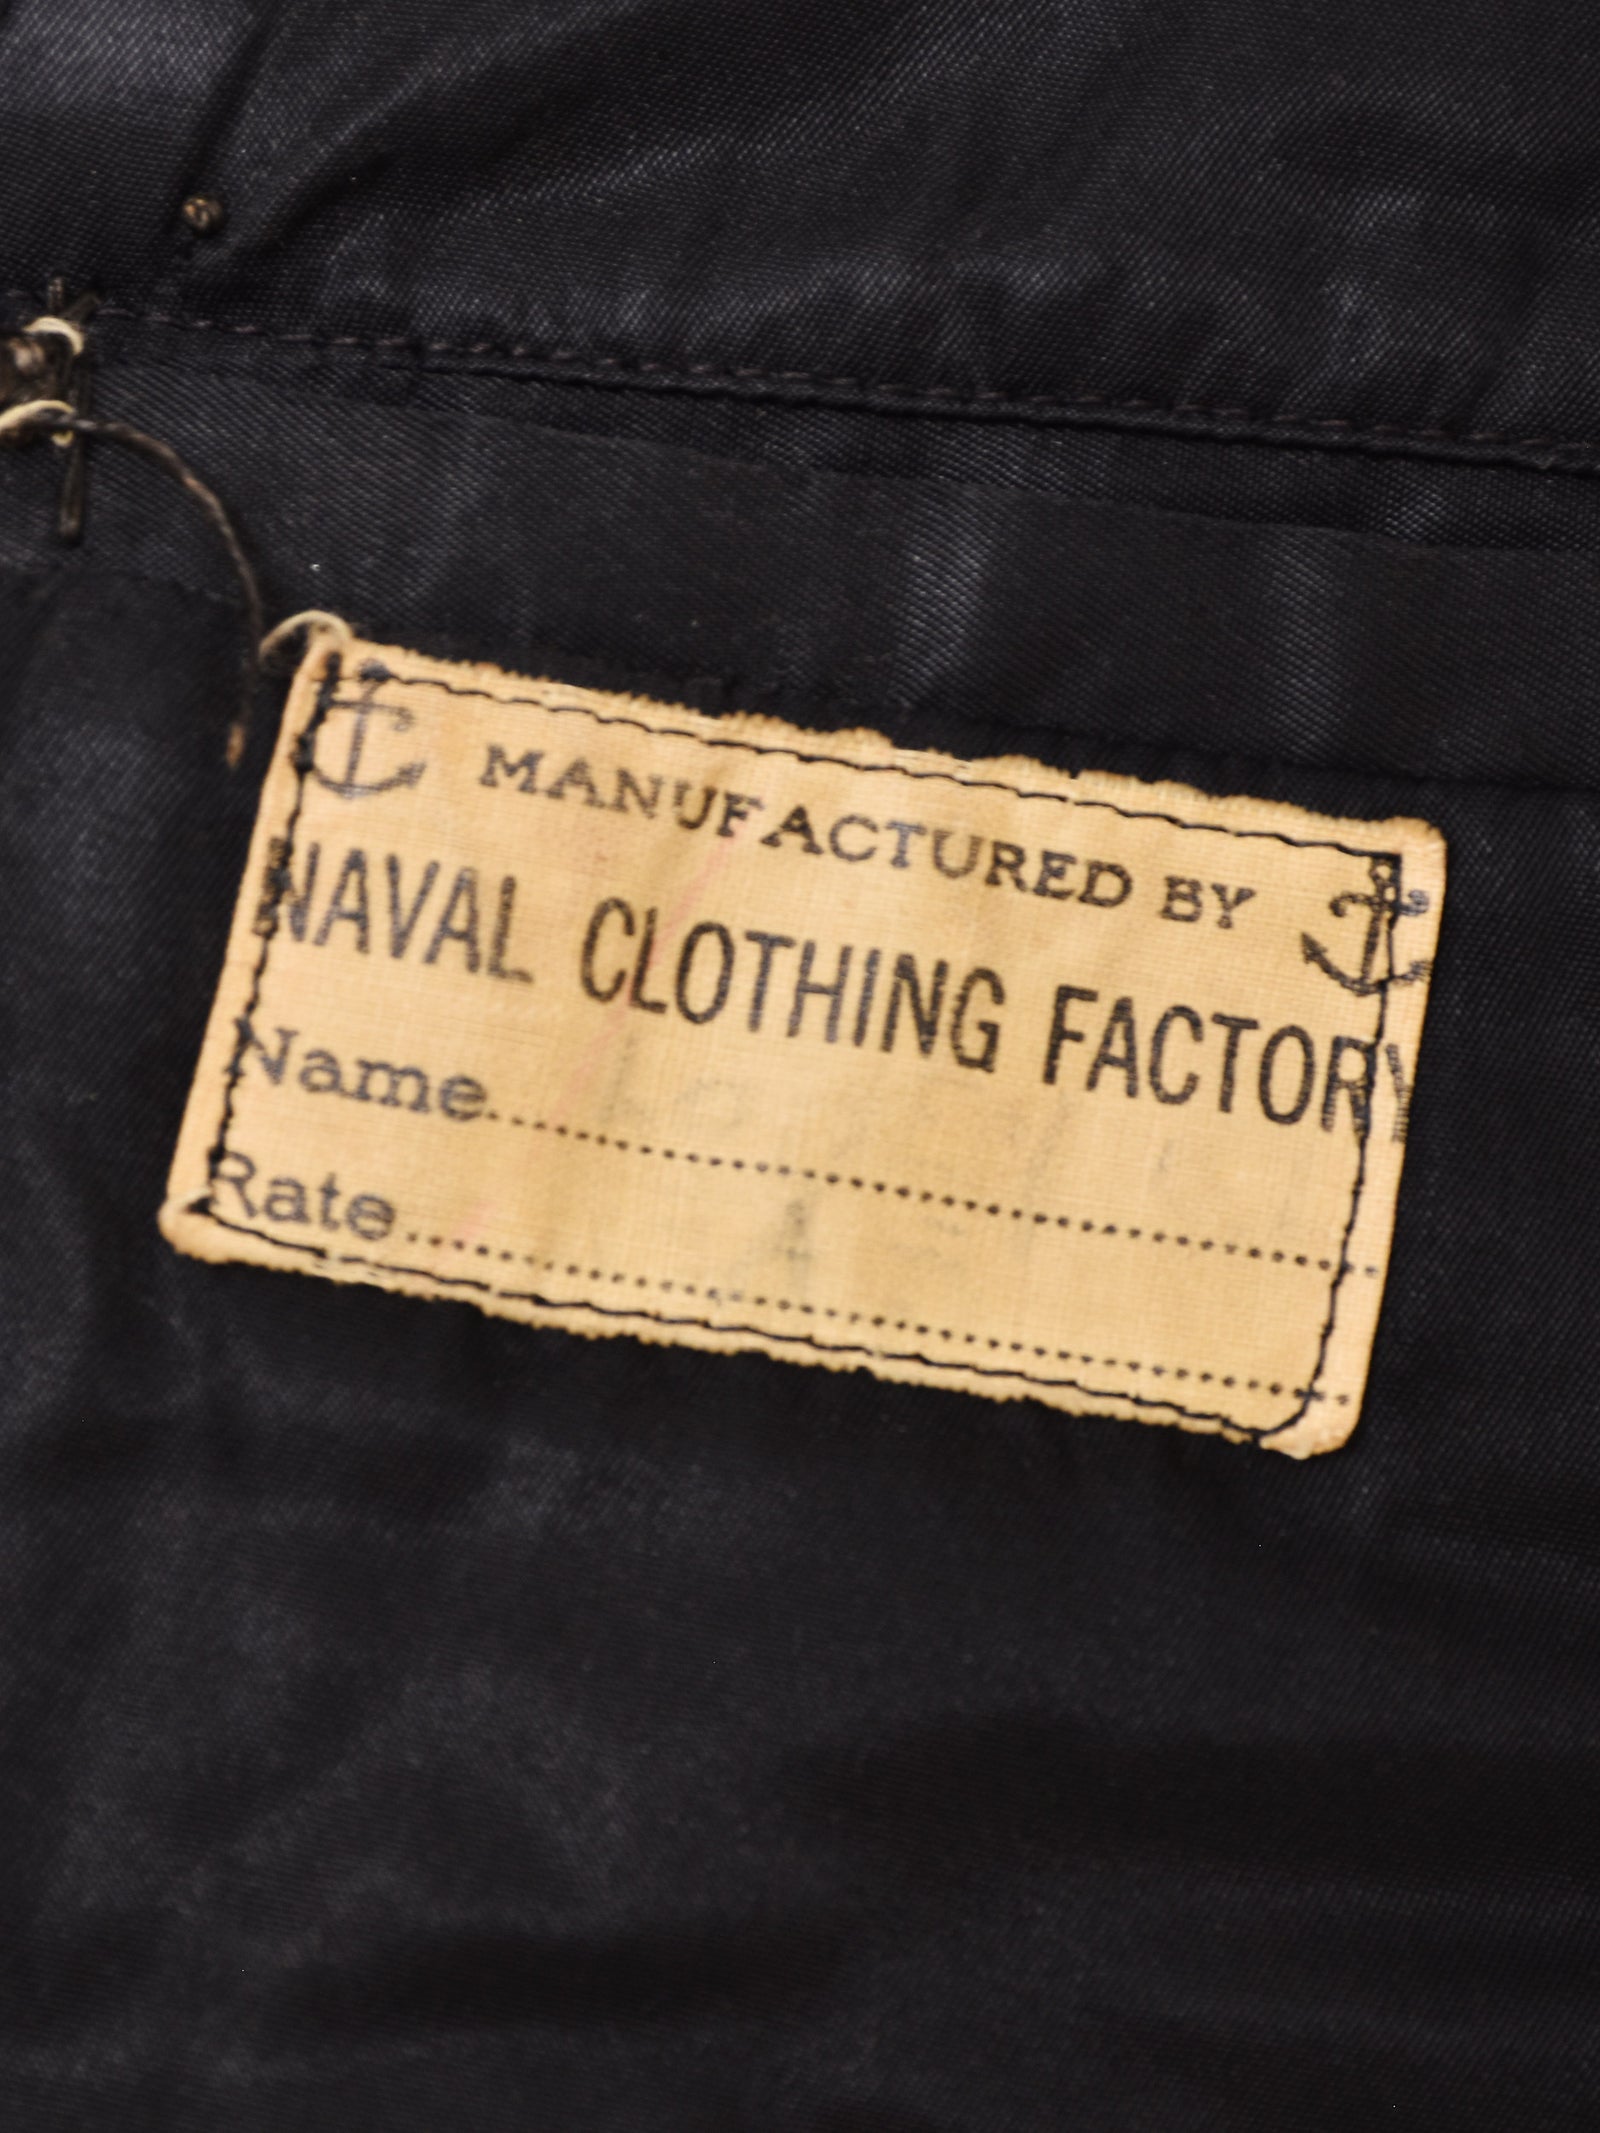 MANUFACTURED BY
NAVAL CLOTHING FACTORY
Name..........................................................
Rate..........................................................